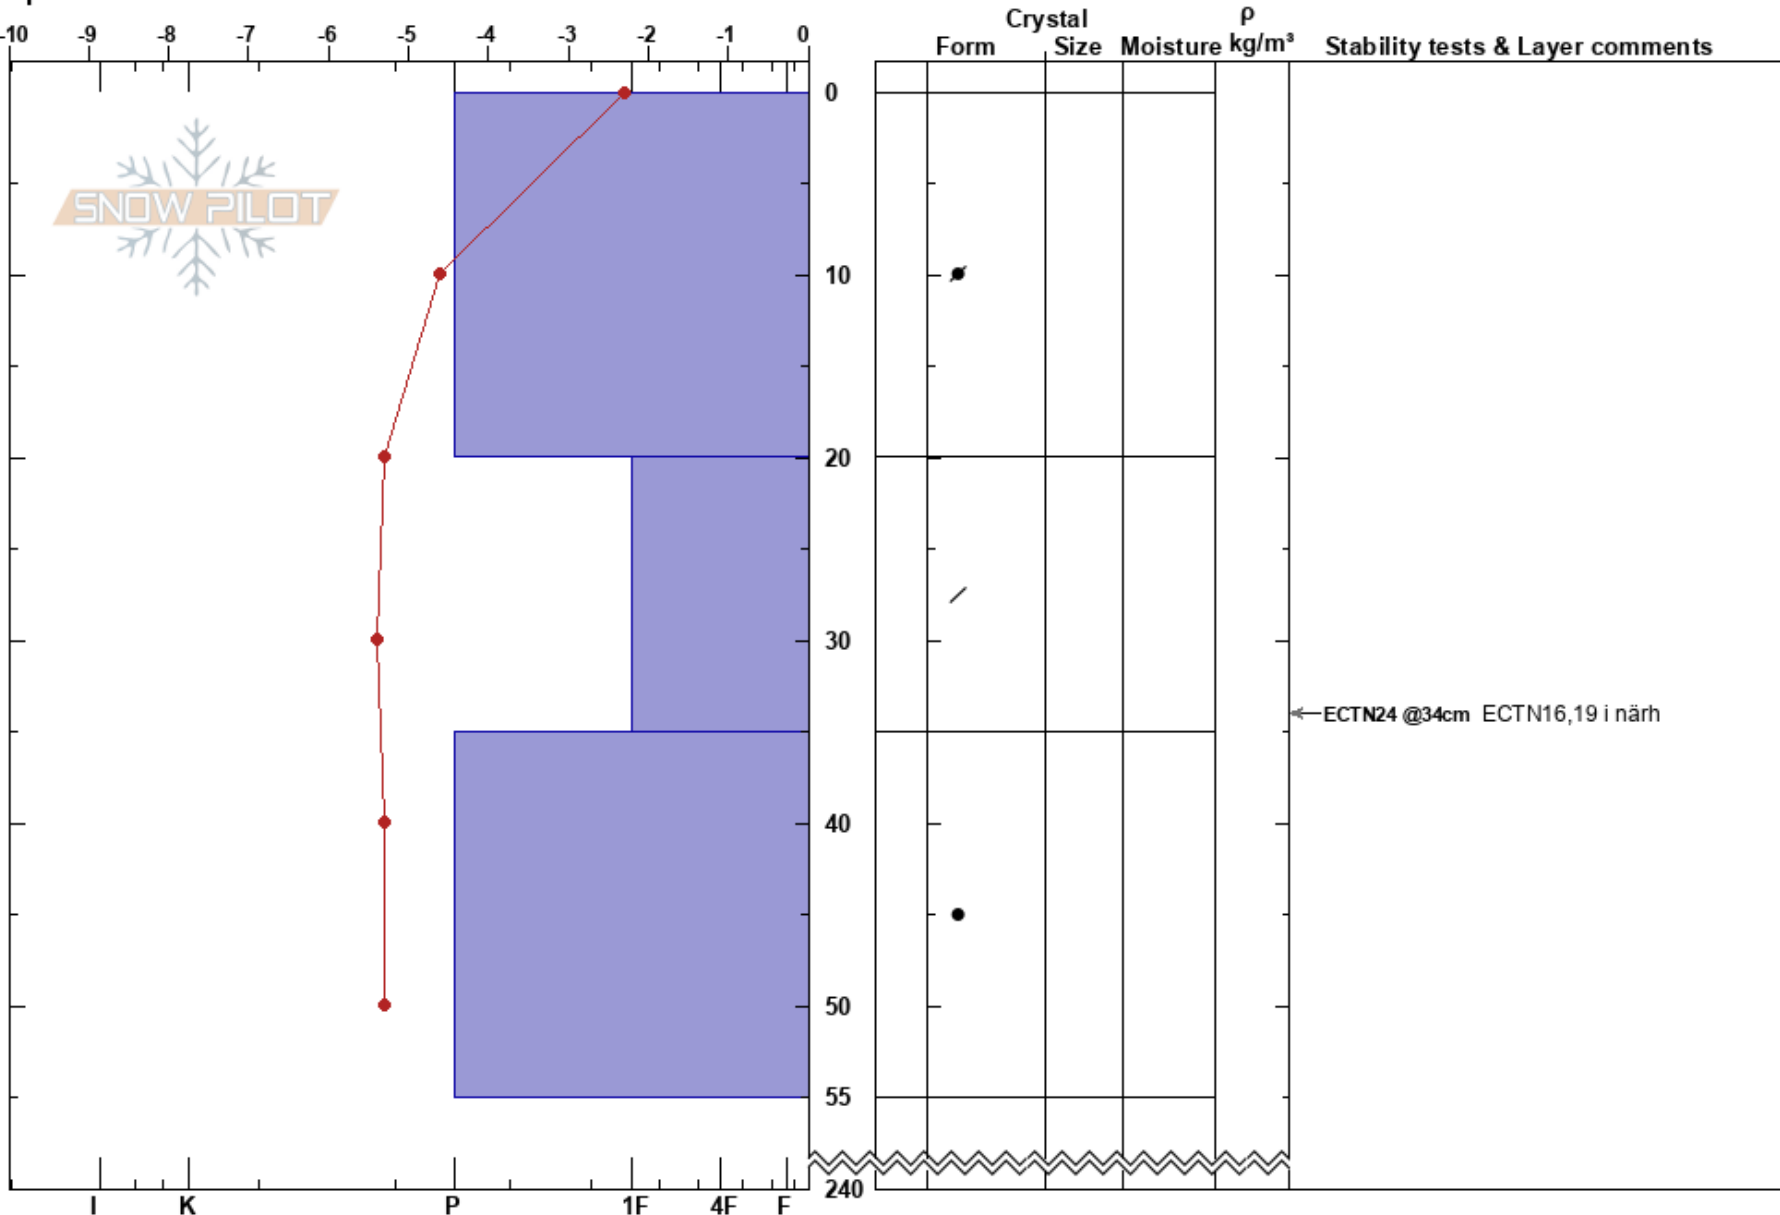 -10 -9 -8 -7 -6 -5 -4 -3 -2 -1 0
Crystal
ρ
Form Size Moisture kg/m³ Stability tests & Layer comments
0
SNOW PILOT
10
20
30
ECTN24 @34cm ECTN16,19 i närh
40
50
55
240
I K P 1F 4F F